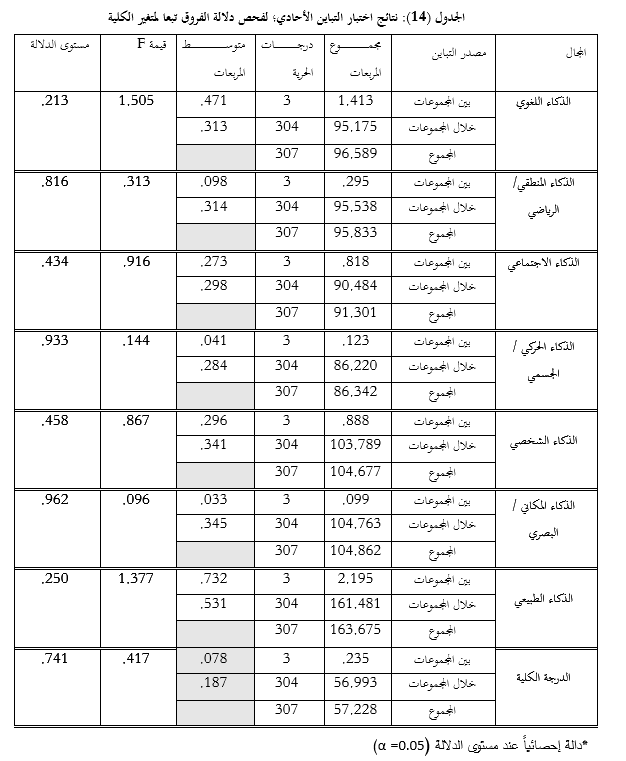 الجدول (14): نتائج اختبار التباين الأحادي؛ لفحص دلالة الفروق تبعا لمتغير الكلية
المجال مصدر التباين مجمـــــوع المربعات درجـــات الحرية متوســـــــط المربعات قيمة F مستوى الدلالة
الذكاء اللغوي بين المجموعات 1,413 3 .471 1,505 .213
خلال المجموعات 95,175 304 .313
المجموع 96,589 307
الذكاء المنطقي/ الرياضي بين المجموعات .295 3 .098 .313 .816
خلال المجموعات 95,538 304 .314
المجموع 95,833 307
الذكاء الاجتماعي بين المجموعات .818 3 .273 .916 .434
خلال المجموعات 90,484 304 .298
المجموع 91,301 307
الذكاء الحركي / الجسمي بين المجموعات .123 3 .041 .144 .933
خلال المجموعات 86,220 304 .284
المجموع 86,342 307
الذكاء الشخصي بين المجموعات .888 3 .296 .867 .458
خلال المجموعات 103,789 304 .341
المجموع 104,677 307
الذكاء المكاني / البصري بين المجموعات .099 3 .033 .096 .962
خلال المجموعات 104,763 304 .345
المجموع 104,862 307
الذكاء الطبيعي بين المجموعات 2,195 3 .732 1,377 .250
خلال المجموعات 161,481 304 .531
المجموع 163,675 307
الدرجة الكلية بين المجموعات .235 3 .078 .417 .741
خلال المجموعات 56,993 304 .187
المجموع 57,228 307
*دالة إحصائياً عند مستوى الدلالة (α =0.05)